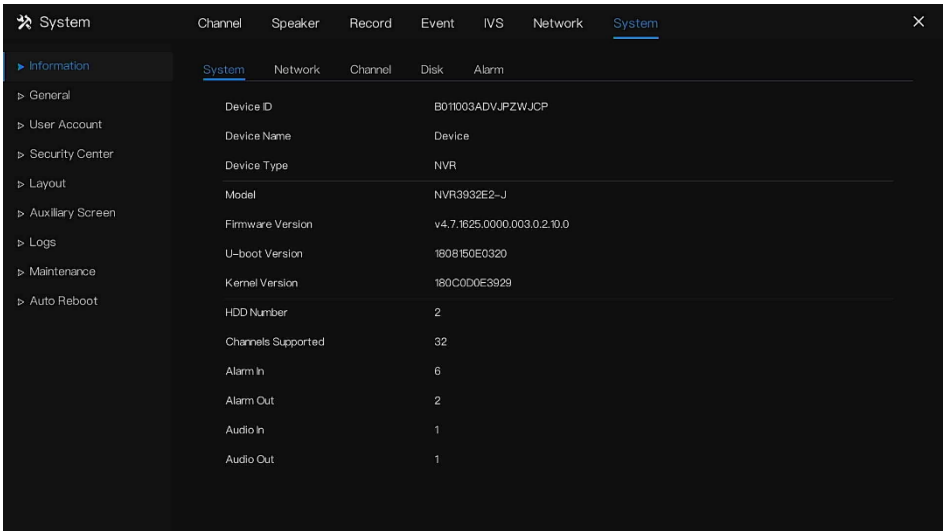 System Channel Speaker Record Event IVS Network System
Information
General
User Account
Security Center
Layout
Auxiliary Screen
Logs
Maintenance
Auto Reboot
System Network Channel Disk Alarm
Device ID B011003ADVJPZWJCP
Device Name Device
Device Type NVR
Model NVR3932E2-J
Firmware Version v4.7.1625.0000.003.0.2.10.0
U-boot Version 1808150E0320
Kernel Version 180C0D0E3929
HDD Number 2
Channels Supported 32
Alarm In 6
Alarm Out 2
Audio In 1
Audio Out 1